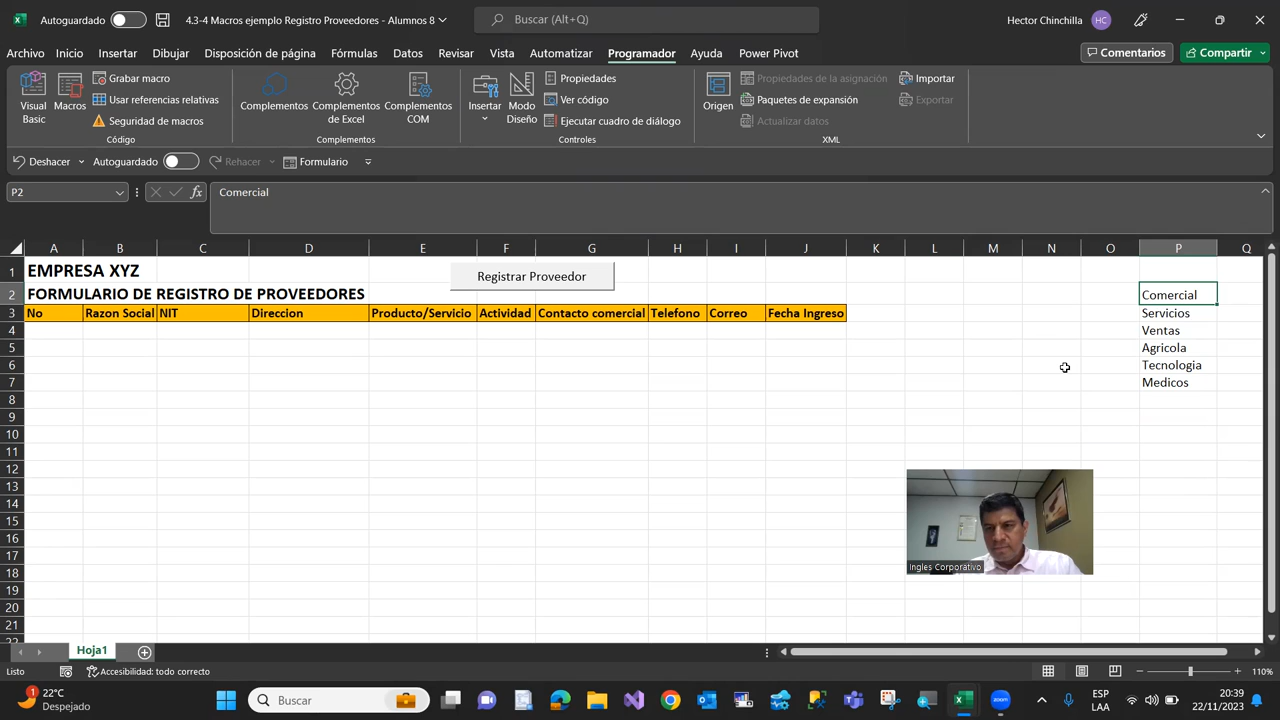 Autoguardado
4.3-4 Macros ejemplo Registro Proveedores - Alumnos 8
Buscar (Alt+Q)
Hector Chinchilla
HC
Archivo Inicio Insertar Dibujar Disposición de página Fórmulas Datos Revisar Vista Automatizar Programador Ayuda Power Pivot
Comentarios
Compartir
Visual Basic
Macros
Grabar macro
Usar referencias relativas
Seguridad de macros
Código
Complementos
Complementos de Excel
Complementos COM
Complementos
Insertar
Modo Diseño
Propiedades
Ver código
Ejecutar cuadro de diálogo
Controles
Origen
Propiedades de la asignación
Paquetes de expansión
Actualizar datos
Importar
Exportar
XML
Deshacer Autoguardado Rehacer Formulario
P2
fx
Comercial
A B C D E F G H I J K L M N O P Q
1 EMPRESA XYZ
Registrar Proveedor
2 FORMULARIO DE REGISTRO DE PROVEEDORES Comercial
3 No Razon Social NIT Direccion Producto/Servicio Actividad Contacto comercial Telefono Correo Fecha Ingreso Servicios
4 Ventas
5 Agricola
6 Tecnologia
7 Medicos
8
9
10
11
12
13
14
15
16
17
18
19
20
21
22
Ingles Corporativo
Hoja1
Listo
Accesibilidad: todo correcto
110%
1
22°C
Despejado
Buscar
zoom
ESP
LAA
20:39
22/11/2023